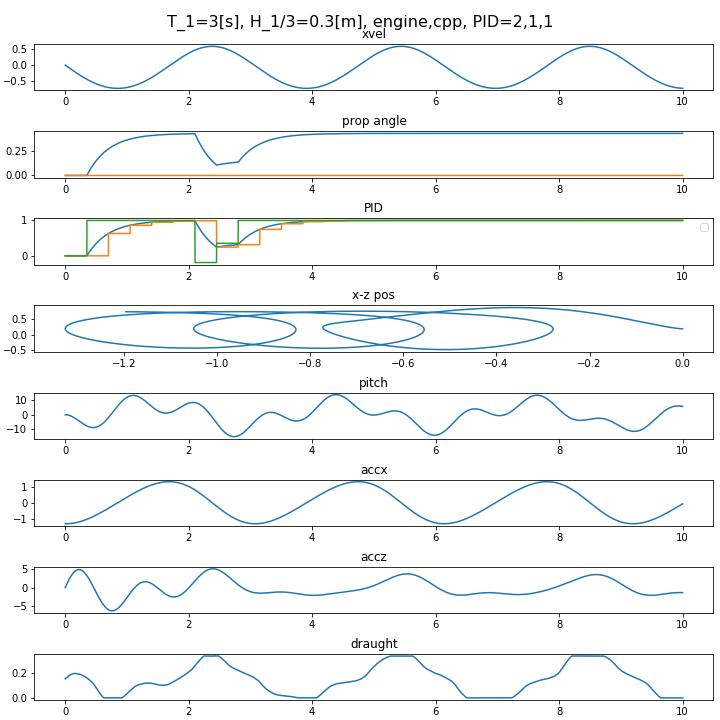 T_1=3[s], H_1/3=0.3[m], engine,cpp, PID=2,1,1
xvel
0.5
0.0
−0.5
0 2 4 6 8 10
prop angle
0.25
0.00
0 2 4 6 8 10
PID
1
0
0 2 4 6 8 10
x-z pos
0.5
0.0
−0.5
−1.2 −1.0 −0.8 −0.6 −0.4 −0.2 0.0
pitch
10
0
−10
0 2 4 6 8 10
accx
1
0
−1
0 2 4 6 8 10
accz
5
0
−5
0 2 4 6 8 10
draught
0.2
0.0
0 2 4 6 8 10